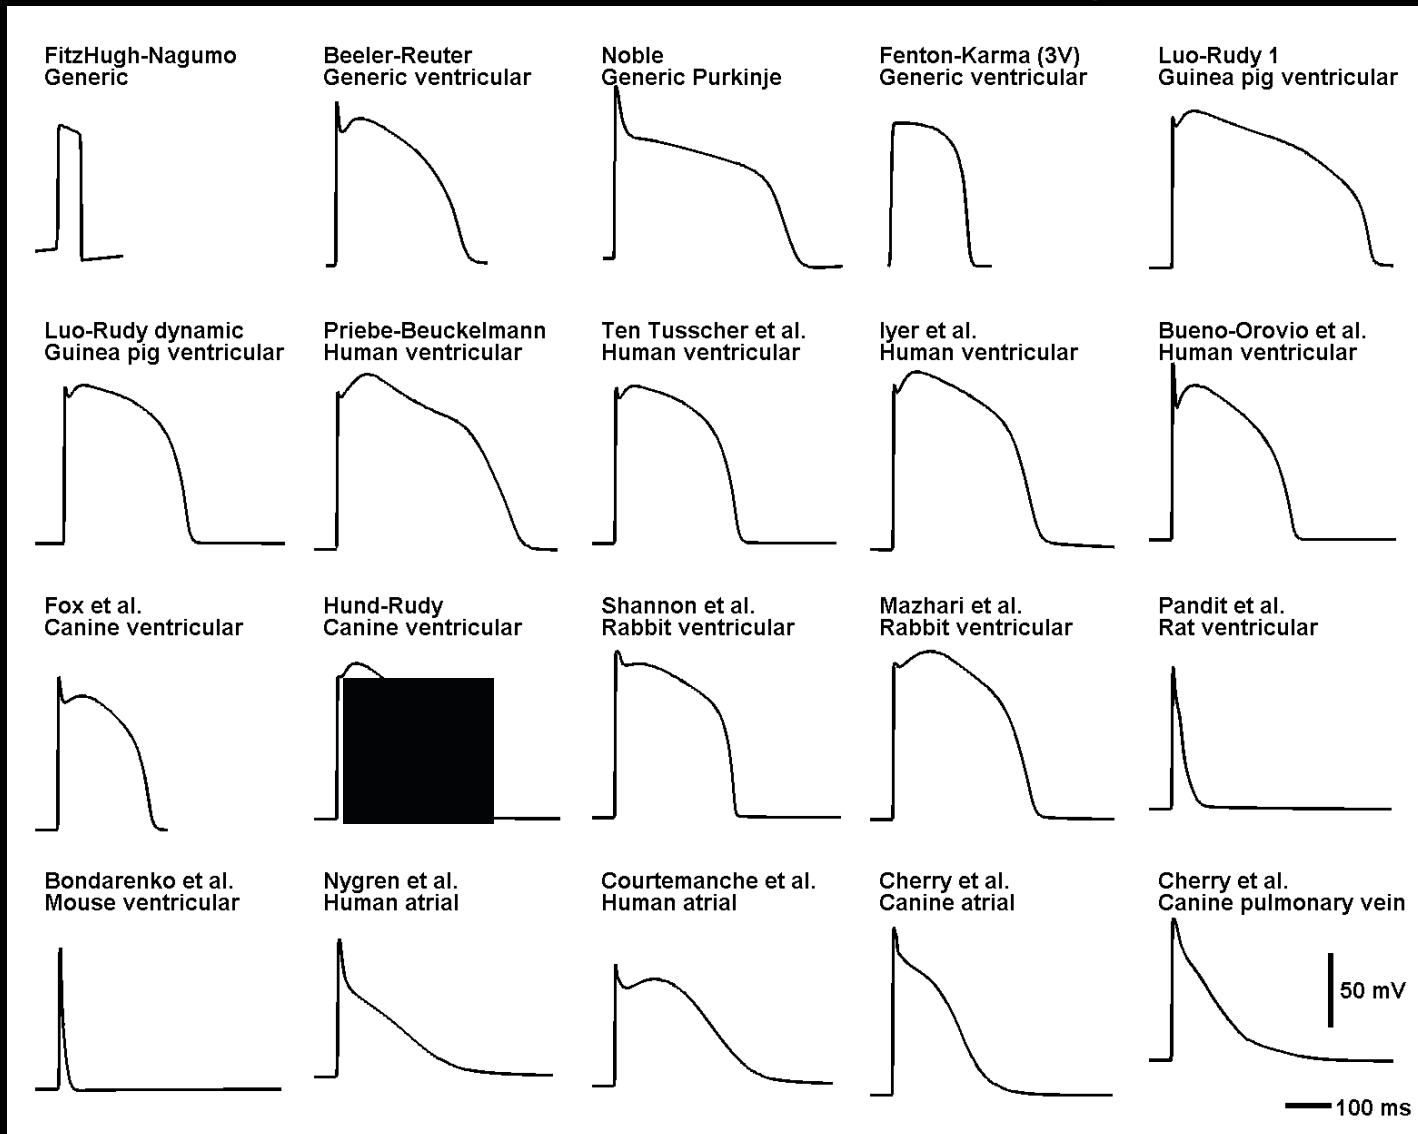 FitzHugh-Nagumo
Generic
Beeler-Reuter
Generic ventricular
Noble
Generic Purkinje
Fenton-Karma (3V)
Generic ventricular
Luo-Rudy 1
Guinea pig ventricular
Luo-Rudy dynamic
Guinea pig ventricular
Priebe-Beuckelmann
Human ventricular
Ten Tusscher et al.
Human ventricular
Iyer et al.
Human ventricular
Bueno-Orovio et al.
Human ventricular
Fox et al.
Canine ventricular
Hund-Rudy
Canine ventricular
Shannon et al.
Rabbit ventricular
Mazhari et al.
Rabbit ventricular
Pandit et al.
Rat ventricular
Bondarenko et al.
Mouse ventricular
Nygren et al.
Human atrial
Courtemanche et al.
Human atrial
Cherry et al.
Canine atrial
Cherry et al.
Canine pulmonary vein
50 mV
100 ms